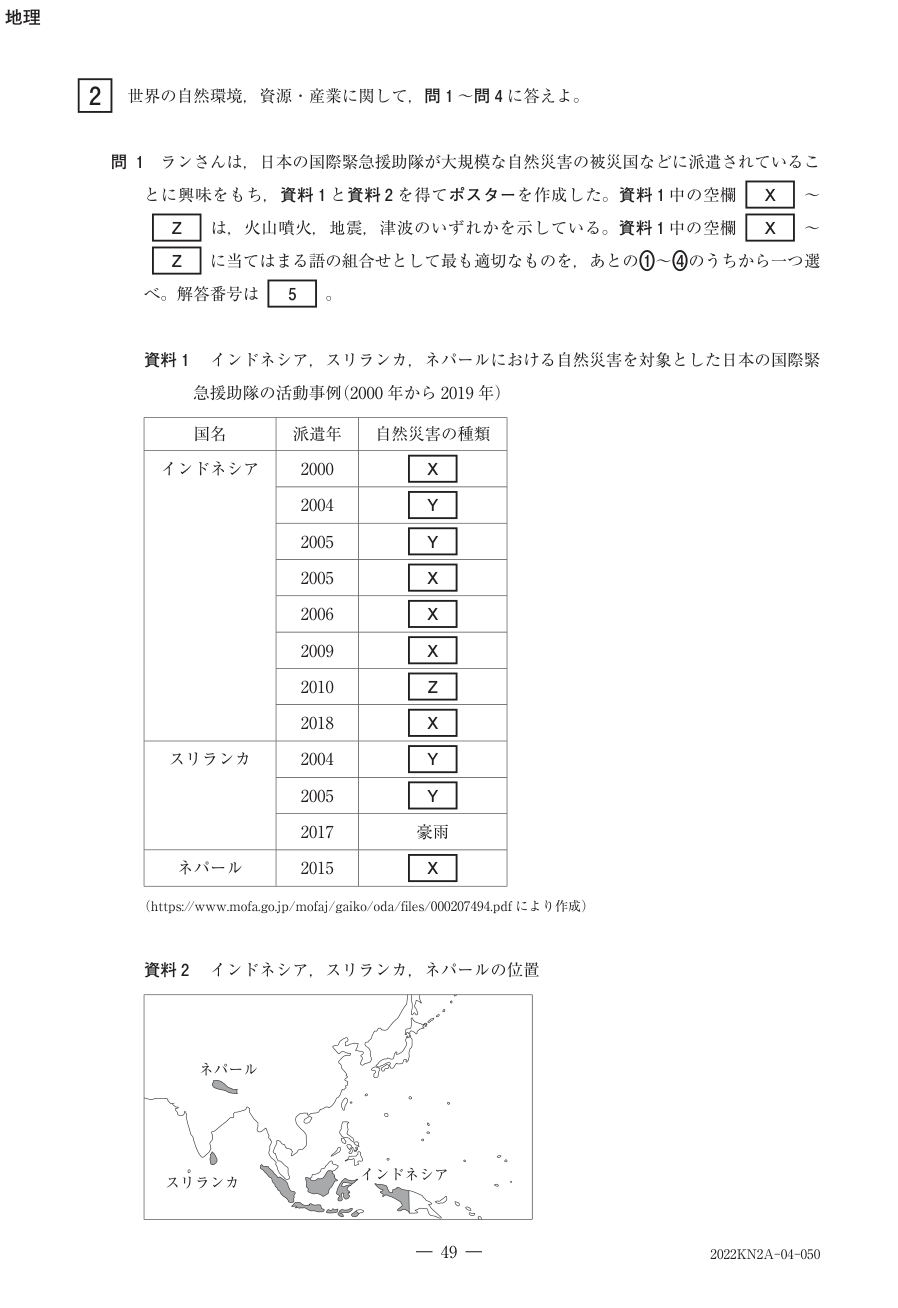 地理
2 世界の自然環境，資源・産業に関して，問1～問4に答えよ。
問 1 ランさんは，日本の国際緊急援助隊が大規模な自然災害の被災国などに派遣されているこ
とに興味をもち，資料1と資料2を得てポスターを作成した。資料1中の空欄 X ～
Z は，火山噴火，地震，津波のいずれかを示している。資料1中の空欄 X ～
Z に当てはまる語の組合せとして最も適切なものを，あとの①～④のうちから一つ選
べ。解答番号は 5 。
資料1 インドネシア，スリランカ，ネパールにおける自然災害を対象とした日本の国際緊
急援助隊の活動事例(2000年から2019年)
国名 派遣年 自然災害の種類
インドネシア 2000 X
2004 Y
2005 Y
2005 X
2006 X
2009 X
2010 Z
2018 X
スリランカ 2004 Y
2005 Y
2017 豪雨
ネパール 2015 X
(https://www.mofa.go.jp/mofaj/gaiko/oda/files/000207494.pdfにより作成)
資料2 インドネシア，スリランカ，ネパールの位置
ネパール
スリランカ
インドネシア
― 49 ―
2022KN2A-04-050